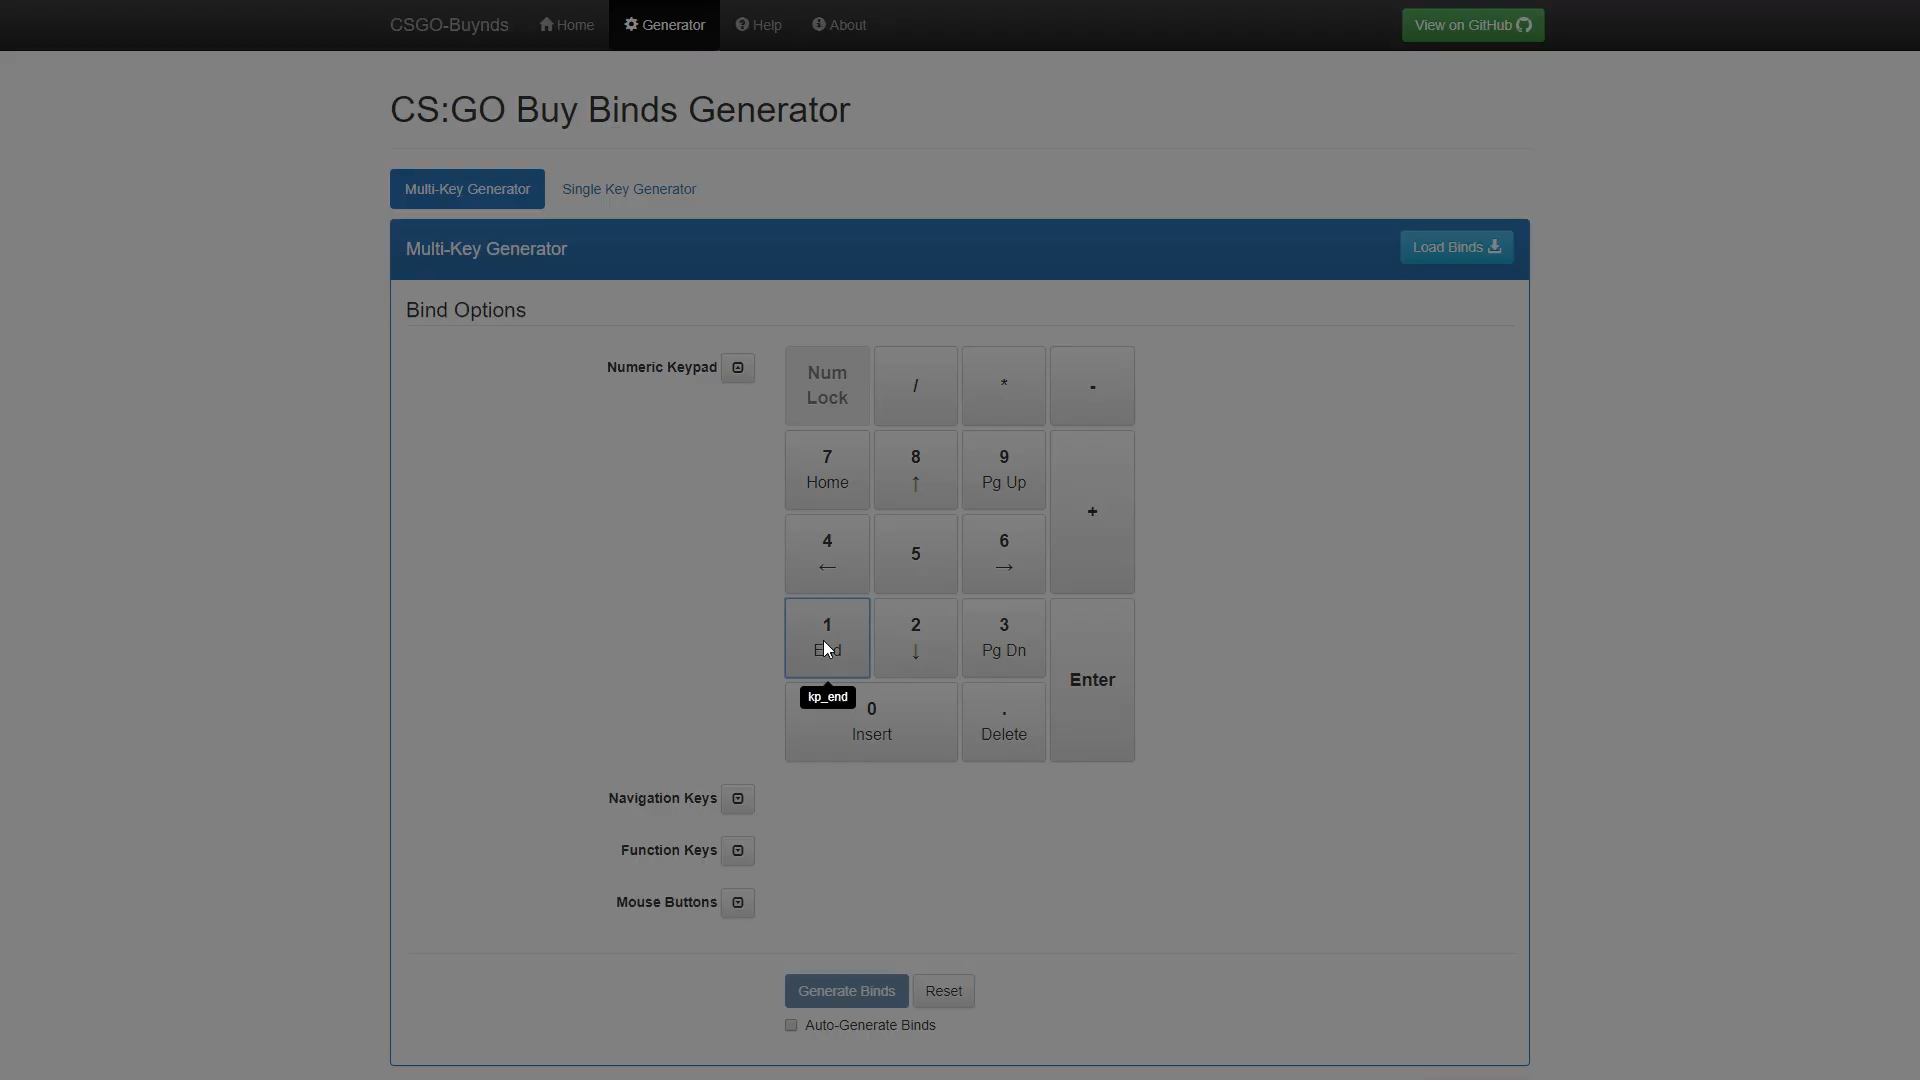 CSGO-Buynds Home Generator Help About View on GitHub
CS:GO Buy Binds Generator
Multi-Key Generator Single Key Generator
Multi-Key Generator Load Binds
Bind Options
Numeric Keypad
Num Lock / * -
7 Home 8 ↑ 9 Pg Up +
4 ← 5 6 →
1 End 2 ↓ 3 Pg Dn Enter
kp_end
0 Insert . Delete
Navigation Keys
Function Keys
Mouse Buttons
Generate Binds Reset
Auto-Generate Binds